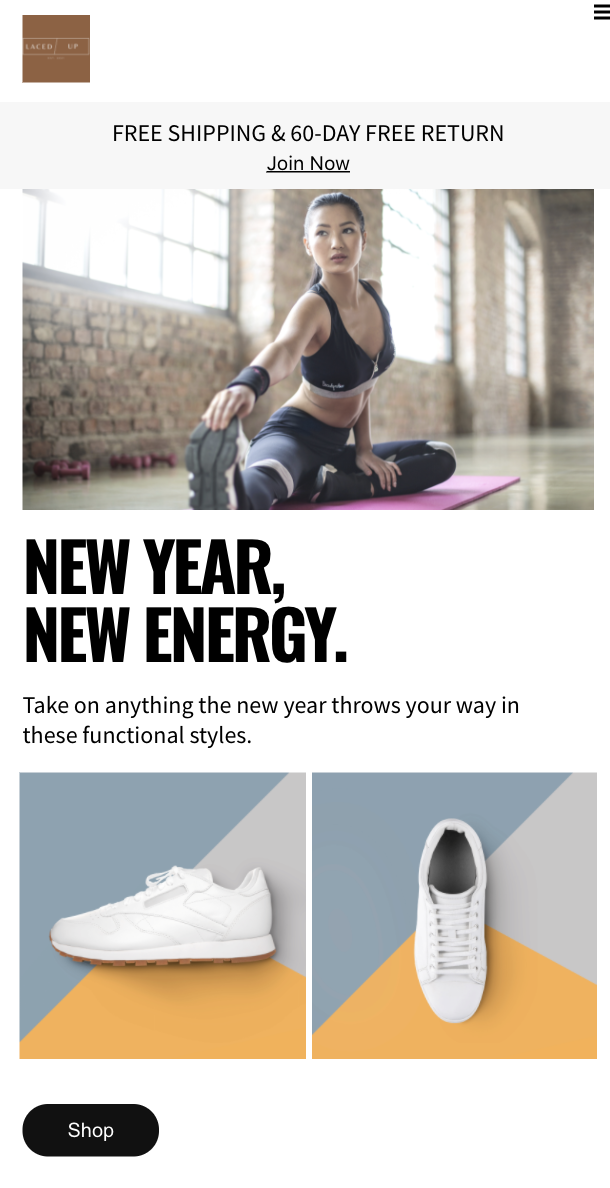 LACED UP
FREE SHIPPING & 60-DAY FREE RETURN
Join Now
NEW YEAR,
NEW ENERGY.
Take on anything the new year throws your way in
these functional styles.
Shop